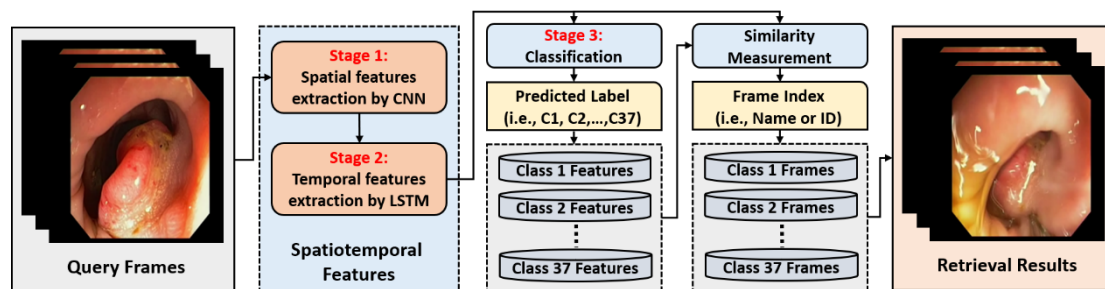 Query Frames
Stage 1:
Spatial features
extraction by CNN
Stage 2:
Temporal features
extraction by LSTM
Spatiotemporal
Features
Stage 3:
Classification
Predicted Label
(i.e., C1, C2,...,C37)
Class 1 Features
Class 2 Features
Class 37 Features
Similarity
Measurement
Frame Index
(i.e., Name or ID)
Class 1 Frames
Class 2 Frames
Class 37 Frames
Retrieval Results